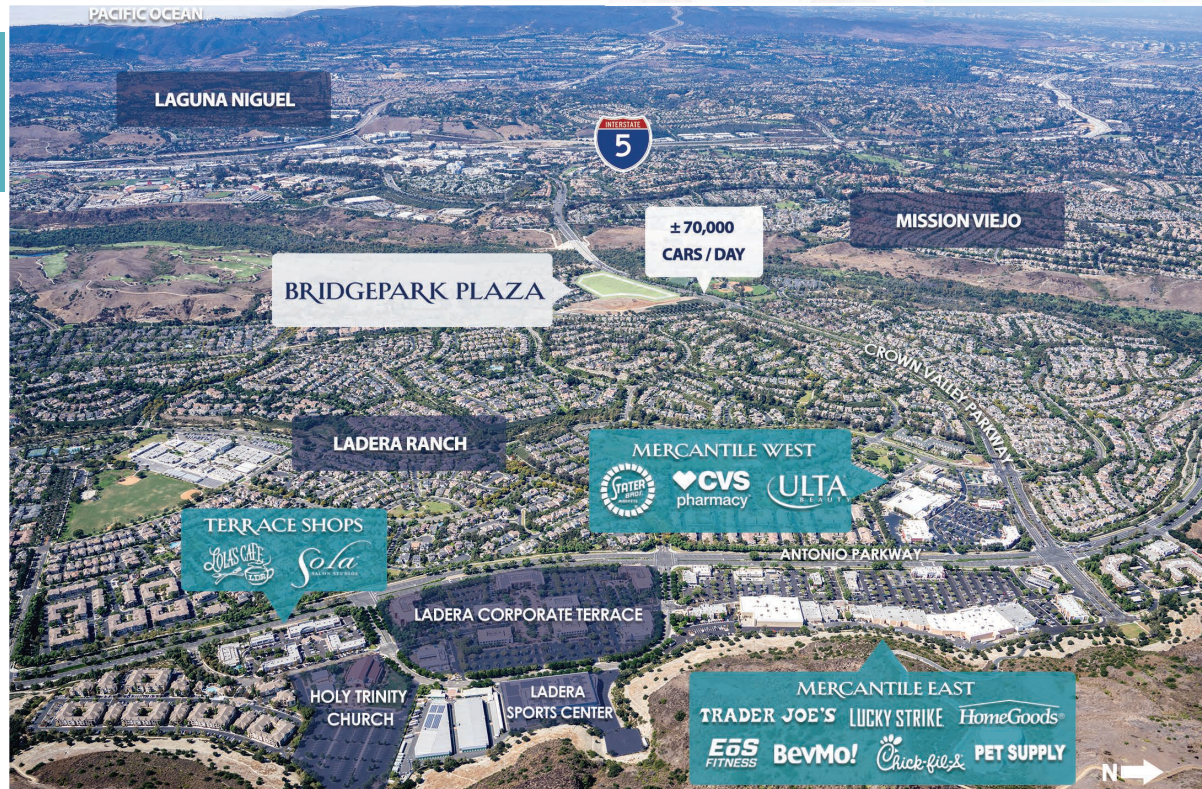 PACIFIC OCEAN
LAGUNA NIGUEL
INTERSTATE
5
MISSION VIEJO
± 70,000
CARS / DAY
BRIDGEPARK PLAZA
CROWN VALLEY PARKWAY
LADERA RANCH
MERCANTILE WEST
STATER
BROS.
MARKETS
CVS
pharmacy
ULTA
BEAUTY
TERRACE SHOPS
LOLAS CAFE
Sola
SALON STUDIOS
ANTONIO PARKWAY
LADERA CORPORATE TERRACE
HOLY TRINITY
CHURCH
LADERA
SPORTS CENTER
MERCANTILE EAST
TRADER JOE'S LUCKY STRIKE HomeGoods®
EōS
FITNESS
BevMo!
Chick-fil-A
PET SUPPLY
N